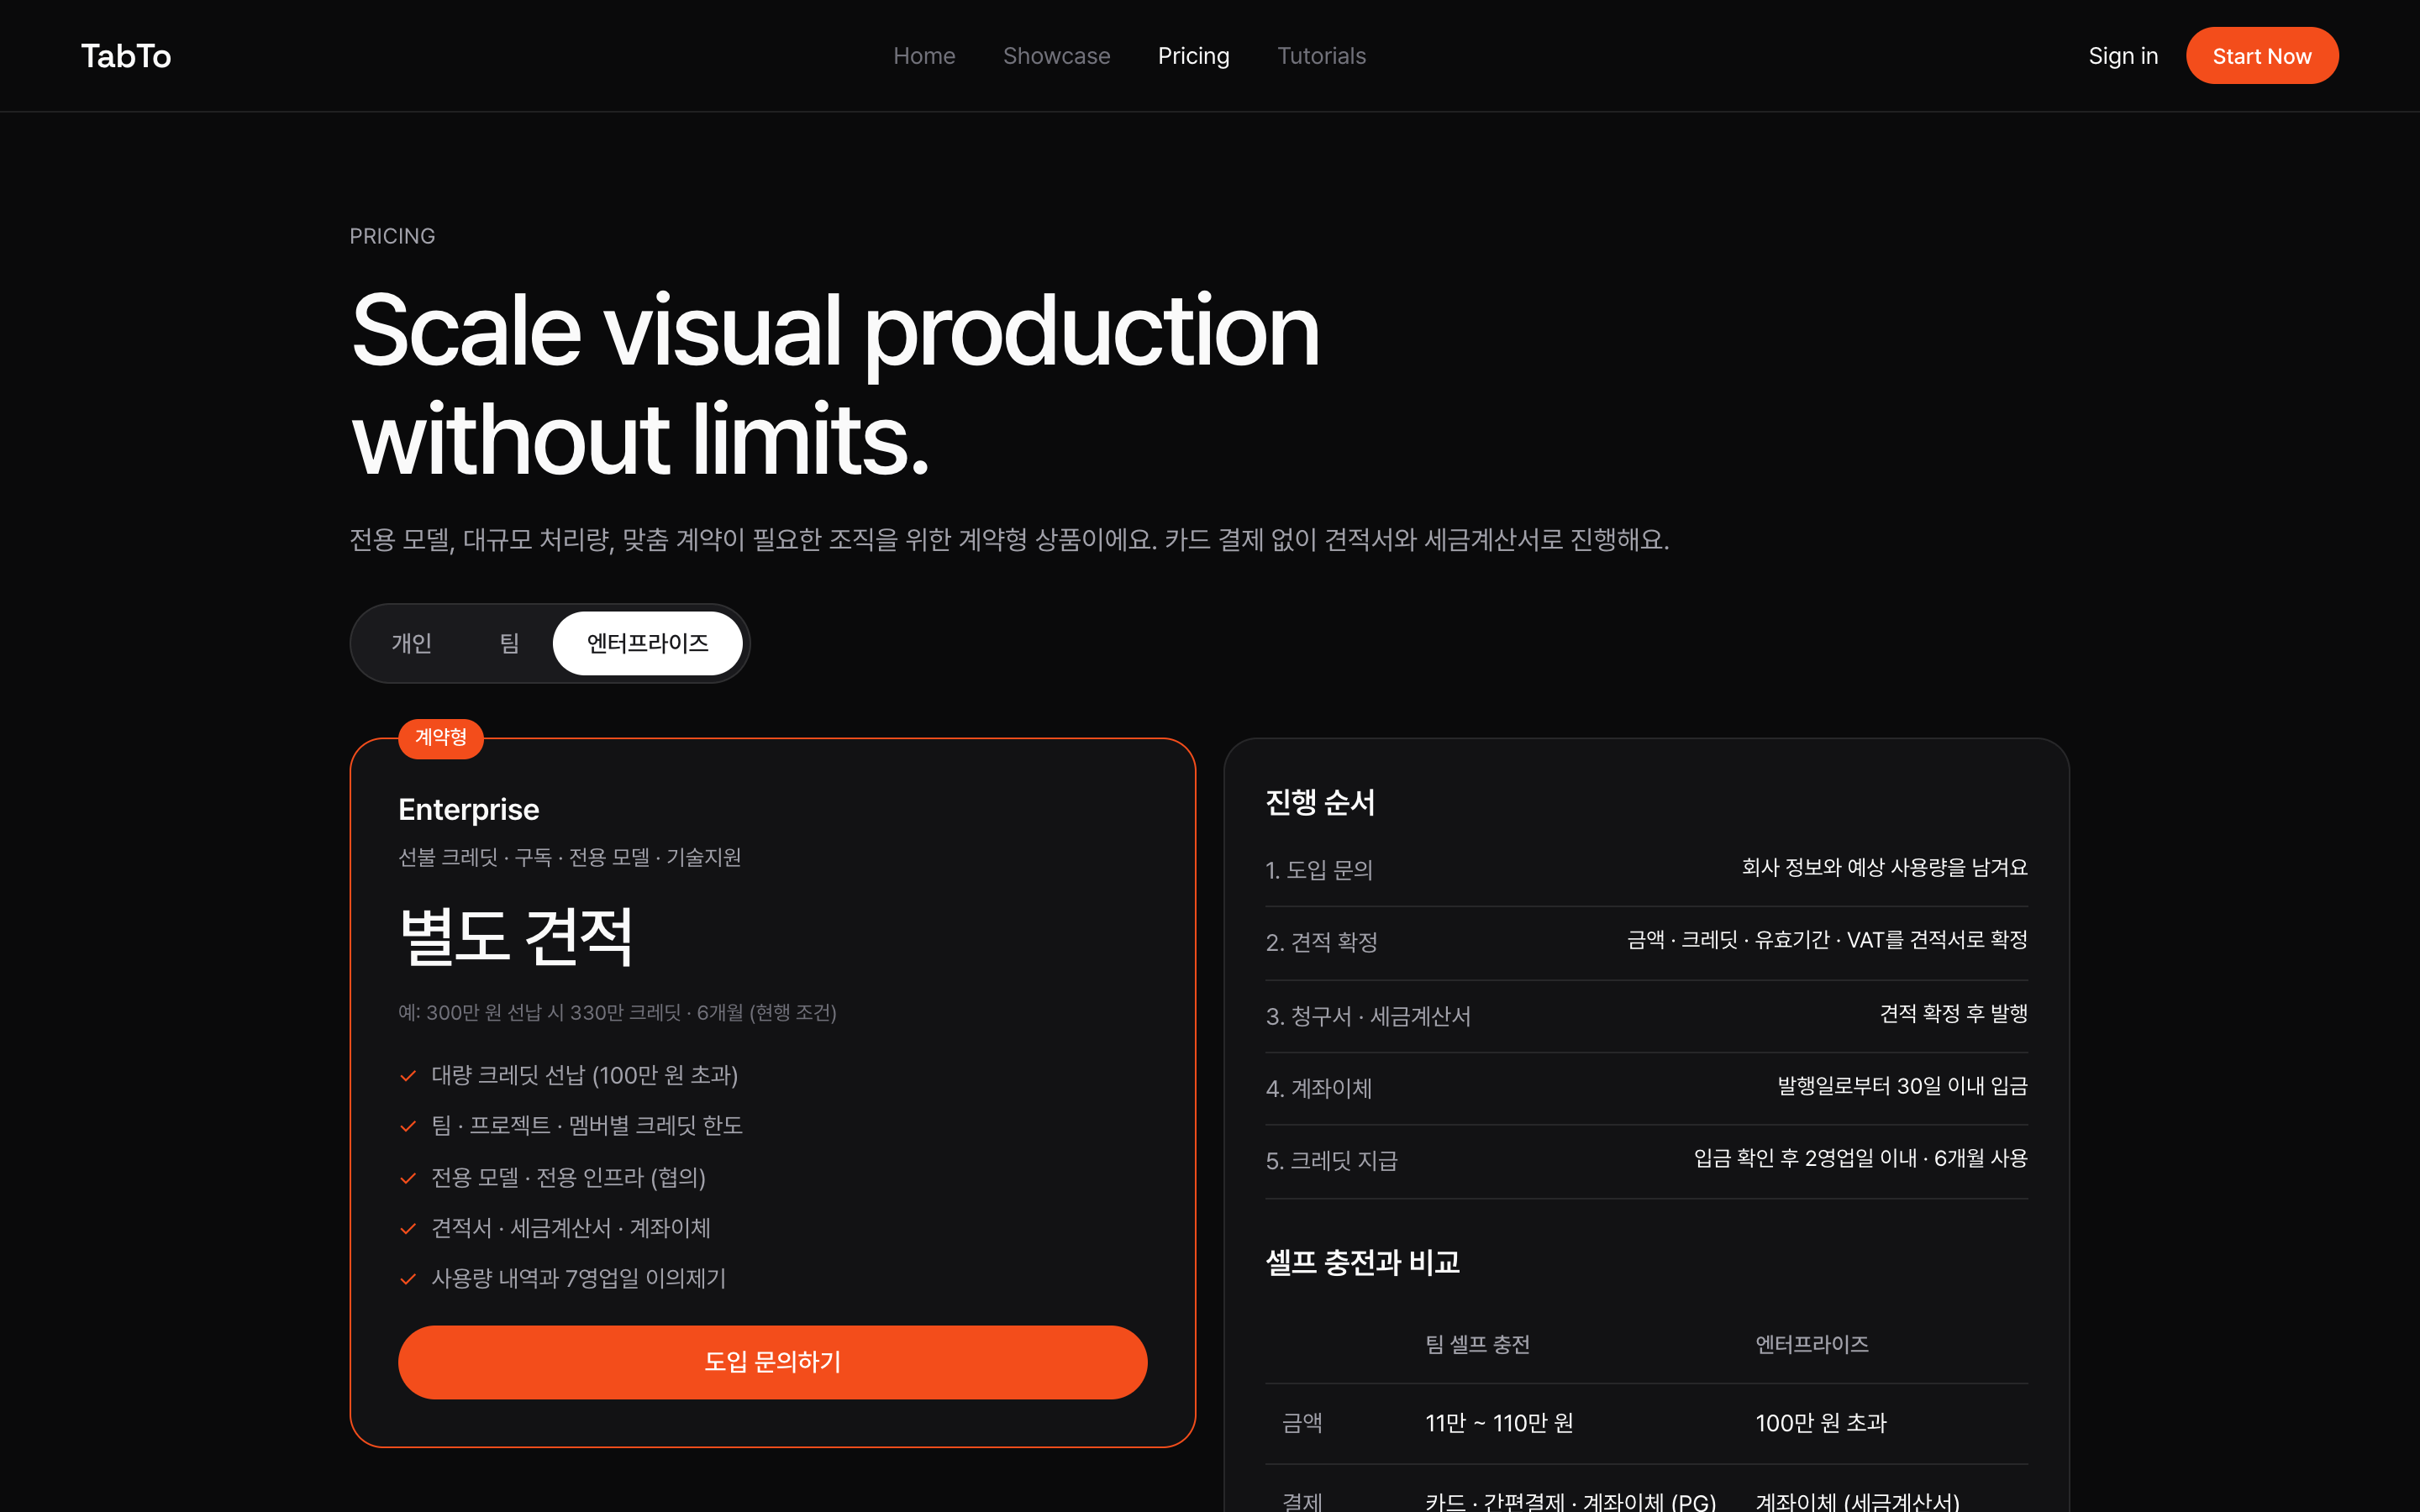 TabTo
Home
Showcase
Pricing
Tutorials
Sign in
Start Now
PRICING
Scale visual production
without limits.
전용 모델, 대규모 처리량, 맞춤 계약이 필요한 조직을 위한 계약형 상품이에요. 카드 결제 없이 견적서와 세금계산서로 진행해요.
개인
팀
엔터프라이즈
계약형
Enterprise
선불 크레딧 · 구독 · 전용 모델 · 기술지원
별도 견적
예: 300만 원 선납 시 330만 크레딧 · 6개월 (현행 조건)
대량 크레딧 선납 (100만 원 초과)
팀 · 프로젝트 · 멤버별 크레딧 한도
전용 모델 · 전용 인프라 (협의)
견적서 · 세금계산서 · 계좌이체
사용량 내역과 7영업일 이의제기
도입 문의하기
진행 순서
1. 도입 문의 회사 정보와 예상 사용량을 남겨요
2. 견적 확정 금액 · 크레딧 · 유효기간 · VAT를 견적서로 확정
3. 청구서 · 세금계산서 견적 확정 후 발행
4. 계좌이체 발행일로부터 30일 이내 입금
5. 크레딧 지급 입금 확인 후 2영업일 이내 · 6개월 사용
셀프 충전과 비교
팀 셀프 충전 엔터프라이즈
금액 11만 ~ 110만 원 100만 원 초과
결제 카드 · 간편결제 · 계좌이체 (PG) 계좌이체 (세금계산서)